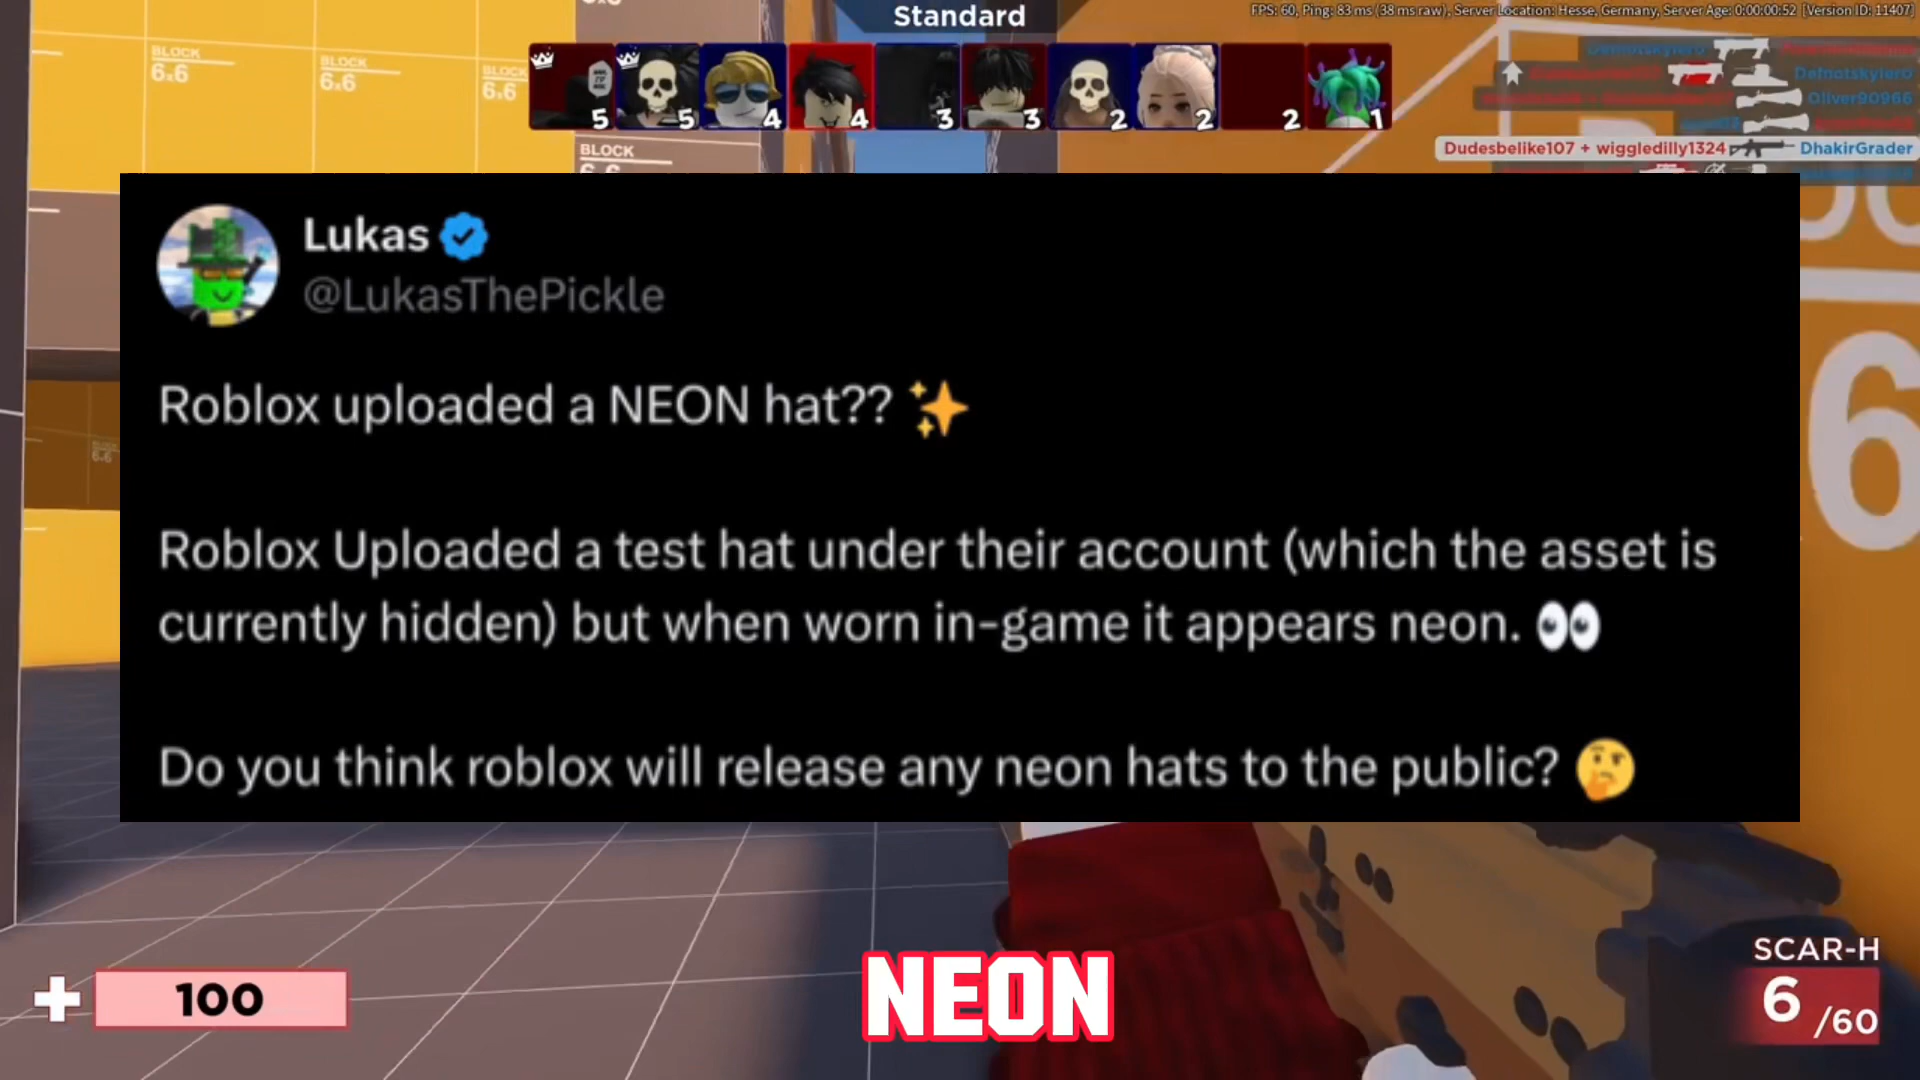 Standard
FPS: 60, Ping: 83 ms (38 ms raw), Server Location: Hesse, Germany, Server Age: 0:00:00:52 [Version ID: 11407]
5 5 4 4 3 3 2 2 2 1
Defnotskylero
Defnotskylero
Oliver90966
Dudesbelike107 + wiggledilly1324 DhakirGrader
BLOCK
6x6
BLOCK
6.6
BLOCK
6.6
BLOCK
Lukas
@LukasThePickle
Roblox uploaded a NEON hat?? ✨
Roblox Uploaded a test hat under their account (which the asset is
currently hidden) but when worn in-game it appears neon. 👀
Do you think roblox will release any neon hats to the public? 🤔
6
NEON
100
SCAR-H
6 /60